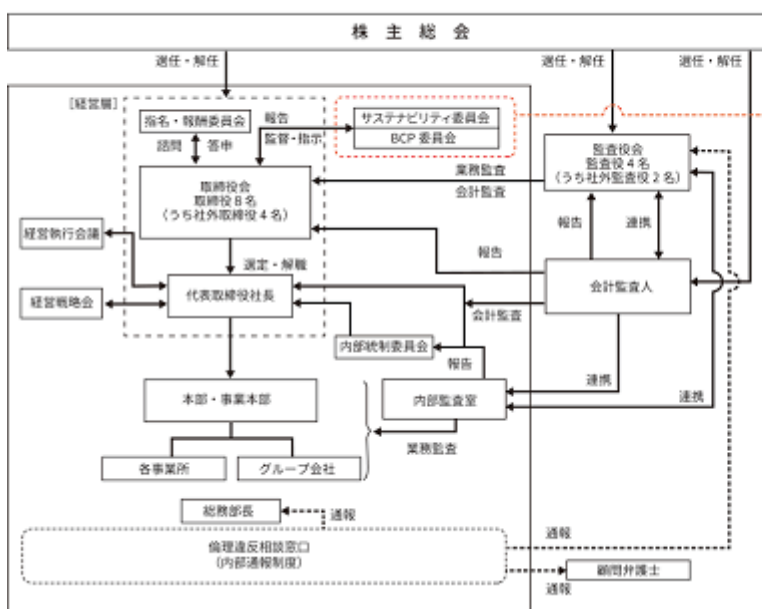 株主総会
選任・解任
選任・解任
選任・解任
［経営層］
指名・報酬委員会
諮問
答申
報告
監督・指示
サステナビリティ委員会
BCP 委員会
監査役会
監査役４名
（うち社外監査役２名）
業務監査
会計監査
取締役会
取締役８名
（うち社外取締役４名）
経営執行会議
報告
報告
連携
選定・解職
代表取締役社長
会計監査人
経営戦略会
会計監査
内部統制委員会
報告
連携
連携
本部・事業本部
内部監査室
業務監査
各事業所
グループ会社
総務部長
通報
通報
倫理違反相談窓口
（内部通報制度）
顧問弁護士
通報